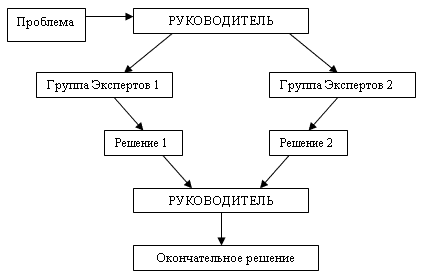 Проблема
РУКОВОДИТЕЛЬ
Группа Экспертов 1
Группа Экспертов 2
Решение 1
Решение 2
РУКОВОДИТЕЛЬ
Окончательное решение